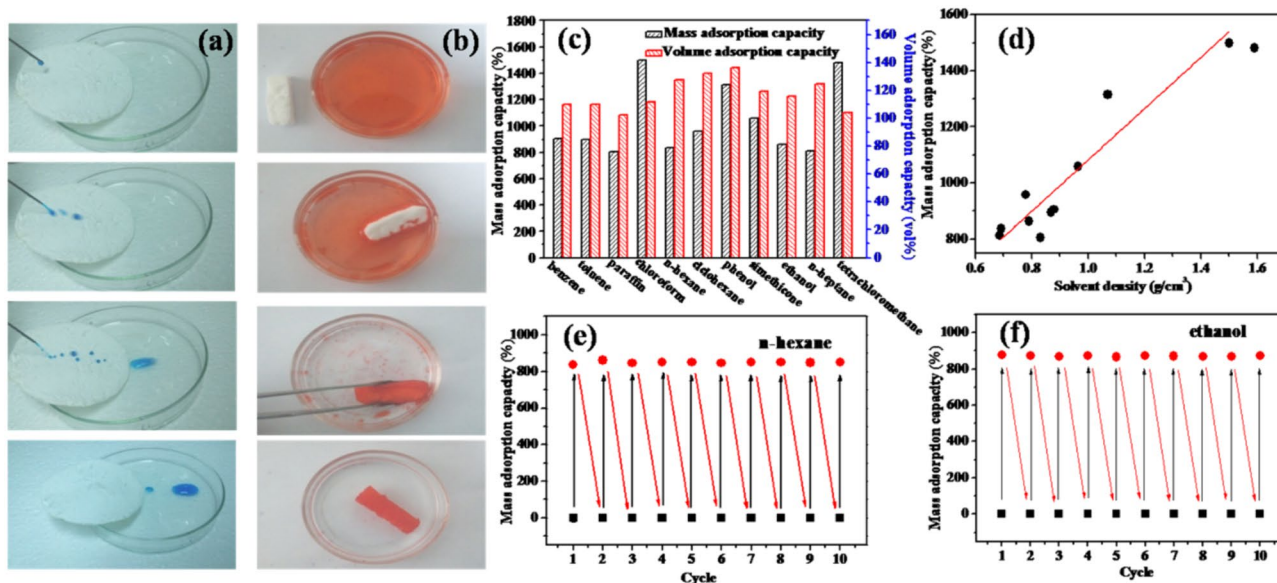 (a)
(b)
(c)
Mass adsorption capacity
Volume adsorption capacity
Mass adsorption capacity (%)
1800
1600
1400
1200
1000
800
600
400
200
0
Volume adsorption capacity (vol%)
160
140
120
100
80
60
40
20
0
benzene
toluene
paraffin
chloroform
n-hexane
phenol
simethicone
ethanol
n-heptane
tetrachloromethane
(d)
Mass adsorption capacity(%)
1600
1400
1200
1000
800
0.6
0.8
1.0
1.2
1.4
1.6
Solvent density (g/cm³)
(e)
n-hexane
Mass adsorption capacity (%)
1000
800
600
400
200
0
1 2 3 4 5 6 7 8 9 10
Cycle
(f)
ethanol
Mass adsorption capacity (%)
1000
800
600
400
200
0
1 2 3 4 5 6 7 8 9 10
Cycle